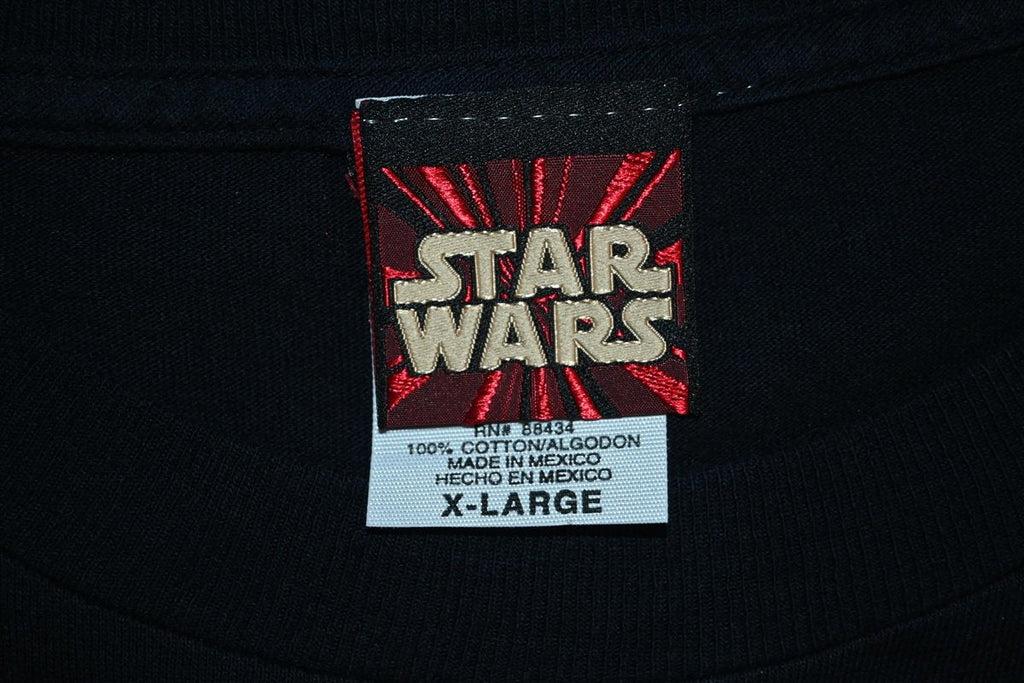 STAR
WARS
RN# 88434
100% COTTON/ALGODON
MADE IN MEXICO
HECHO EN MEXICO
X-LARGE